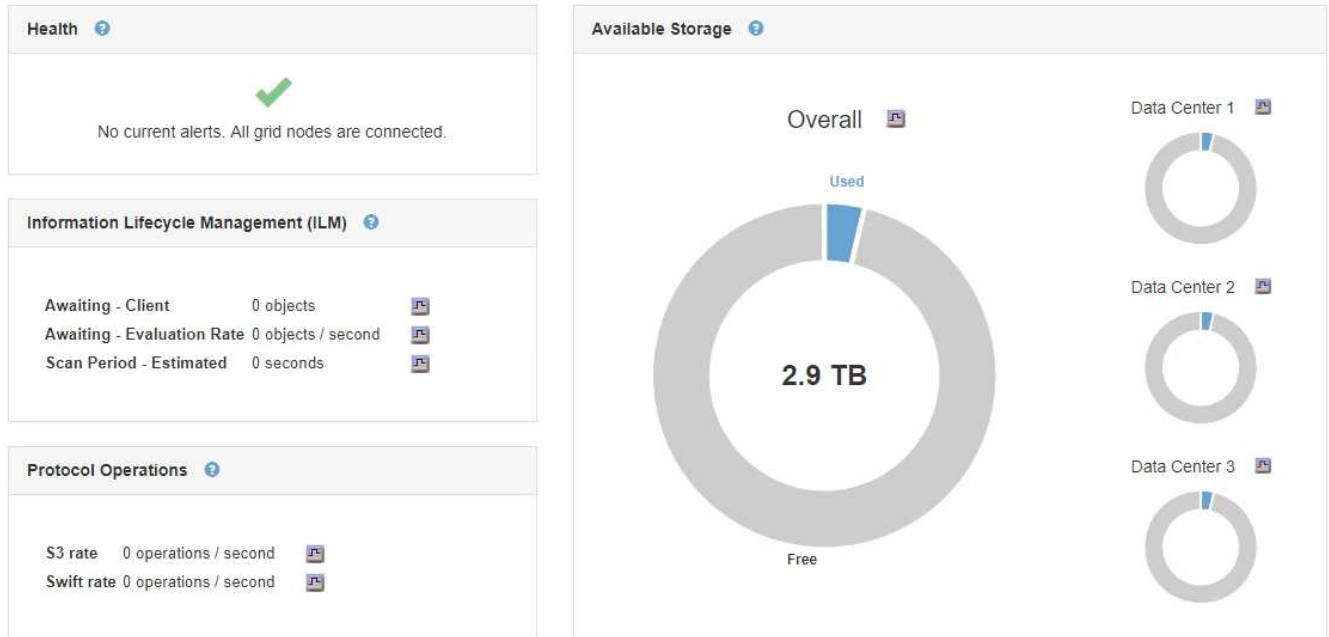 Health
No current alerts. All grid nodes are connected.
Information Lifecycle Management (ILM)
Awaiting - Client 0 objects
Awaiting - Evaluation Rate 0 objects / second
Scan Period - Estimated 0 seconds
Protocol Operations
S3 rate 0 operations / second
Swift rate 0 operations / second
Available Storage
Overall
Used
2.9 TB
Free
Data Center 1
Data Center 2
Data Center 3